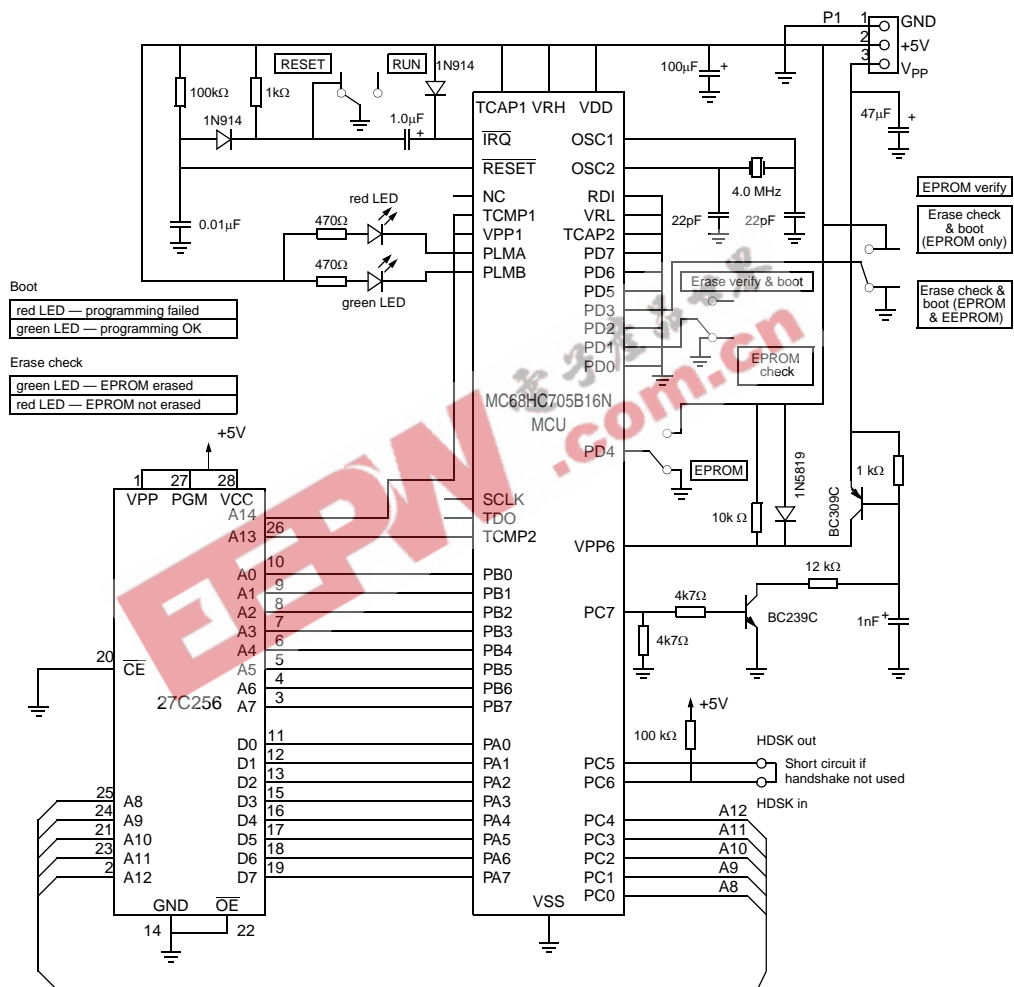 P1
1
GND
2
+5V
3
VPP
RESET
RUN
1N914
100kΩ
1kΩ
100µF
+
1N914
1.0µF
+
47µF
+
TCAP1 VRH VDD
IRQ
OSC1
RESET
OSC2
4.0 MHz
NC
RDI
TCMP1
VRL
VPP1
TCAP2
PLMA
PD7
PLMB
PD6
PD5
PD3
PD2
PD1
PD0
22pF
22pF
EPROM verify
Erase check
& boot
(EPROM only)
Erase check &
boot (EPROM
& EEPROM)
red LED
470Ω
0.01µF
470Ω
green LED
Erase verify & boot
EPROM
check
Boot
red LED — programming failed
green LED — programming OK
Erase check
green LED — EPROM erased
red LED — EPROM not erased
MC68HC705B16N
MCU
電子產品世界
EEPW
.com.cn
PD4
EPROM
+5V
1
27
28
VPP PGM VCC
A14
26
A13
SCLK
TDO
TCMP2
VPP6
10k Ω
1N5819
BC309C
1 kΩ
12 kΩ
10
A0
PB0
9
A1
PB1
8
A2
PB2
7
A3
PB3
6
A4
PB4
5
A5
PB5
4
A6
PB6
3
A7
PB7
PC7
4k7Ω
4k7Ω
BC239C
1nF
+
20
CE
27C256
+5V
100 kΩ
HDSK out
Short circuit if
handshake not used
HDSK in
11
D0
PA0
12
D1
PA1
PC5
13
D2
PA2
PC6
15
D3
PA3
16
D4
PA4
PC4
A12
17
D5
PA5
PC3
A11
18
D6
PA6
PC2
A10
19
D7
PA7
PC1
A9
PC0
A8
25
A8
24
A9
21
A10
23
A11
2
A12
GND OE
14
22
VSS